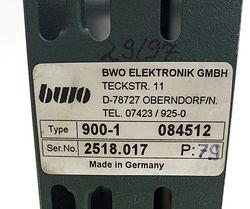 29/97
bwo
BWO ELEKTRONIK GMBH
TECKSTR. 11
D-78727 OBERNDORF/N.
TEL. 07423 / 925-0
Type 900-1 084512
Ser.No. 2518.017 P: 79
Made in Germany